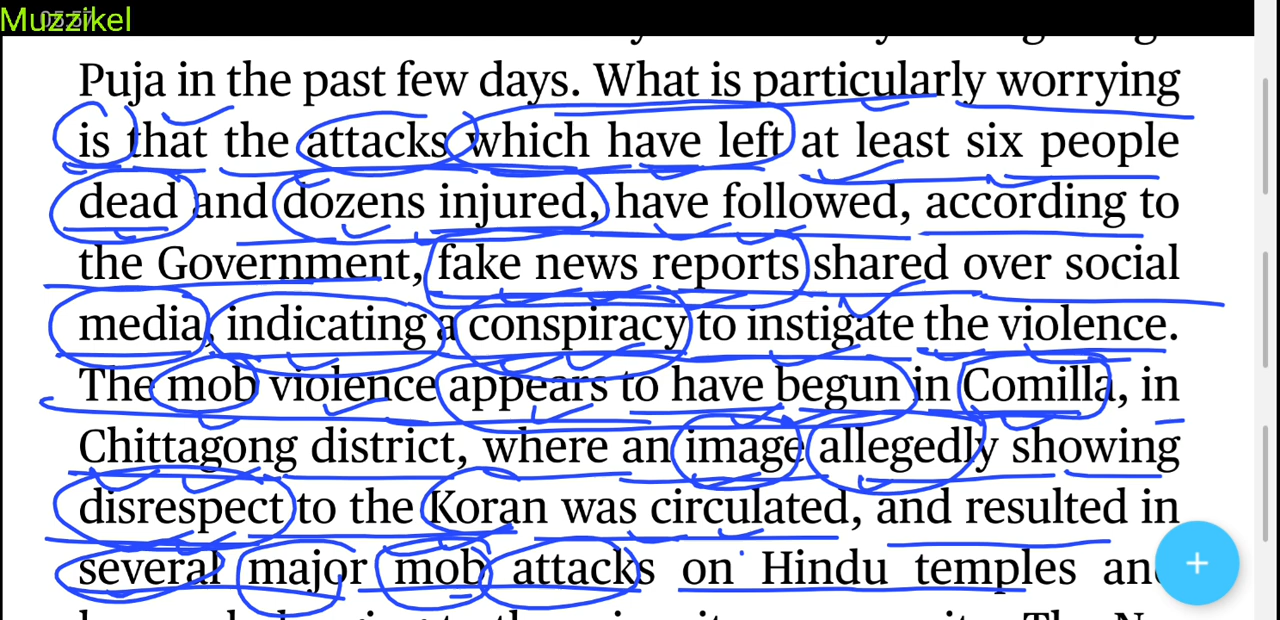 Muzzikel
Puja in the past few days. What is particularly worrying
is that the attacks which have left at least six people
dead and dozens injured, have followed, according to
the Government, fake news reports shared over social
media, indicating a conspiracy to instigate the violence.
The mob violence appears to have begun in Comilla, in
Chittagong district, where an image allegedly showing
disrespect to the Koran was circulated, and resulted in
several major mob attacks on Hindu temples and